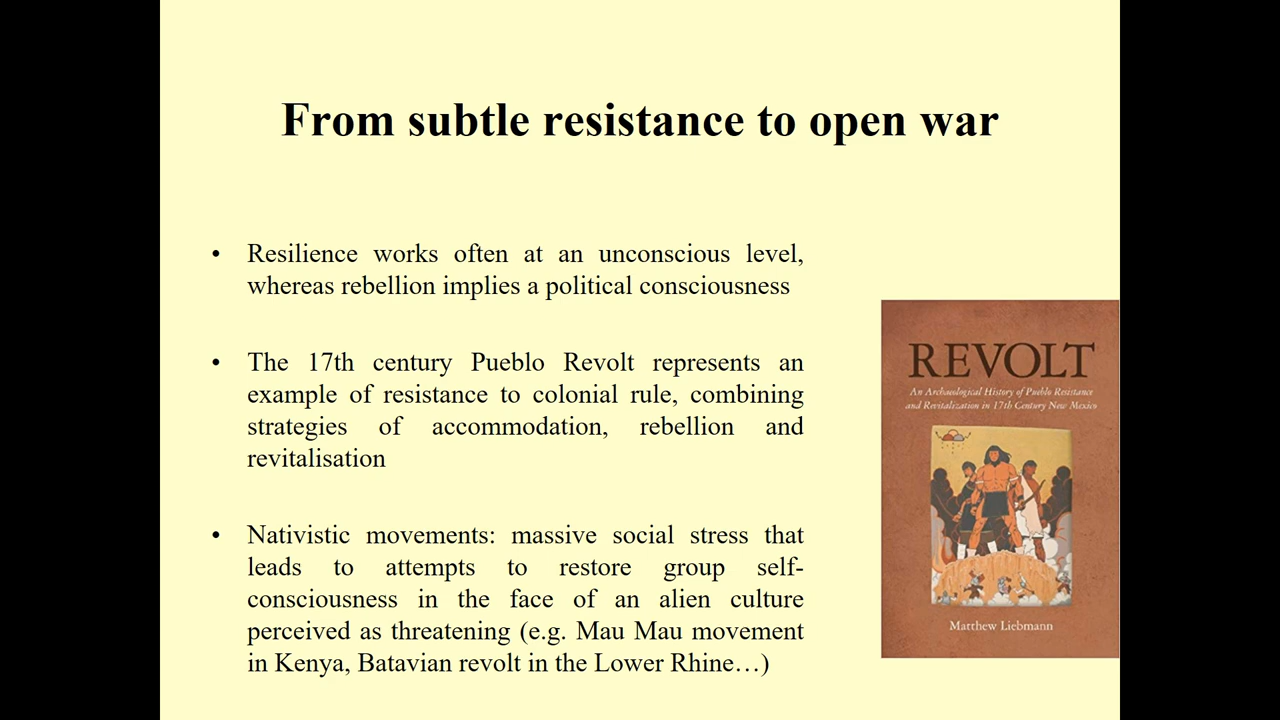 From subtle resistance to open war
• Resilience works often at an unconscious level,
whereas rebellion implies a political consciousness
• The 17th century Pueblo Revolt represents an
example of resistance to colonial rule, combining
strategies of accommodation, rebellion and
revitalisation
• Nativistic movements: massive social stress that
leads to attempts to restore group self-
consciousness in the face of an alien culture
perceived as threatening (e.g. Mau Mau movement
in Kenya, Batavian revolt in the Lower Rhine…)
REVOLT
An Archaeological History of Pueblo Resistance
and Revitalization in 17th Century New Mexico
Matthew Liebmann